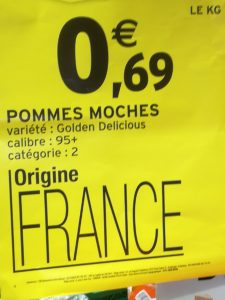 LE KG
0,69 €
POMMES MOCHES
variété : Golden Delicious
calibre : 95+
catégorie : 2
Origine
FRANCE